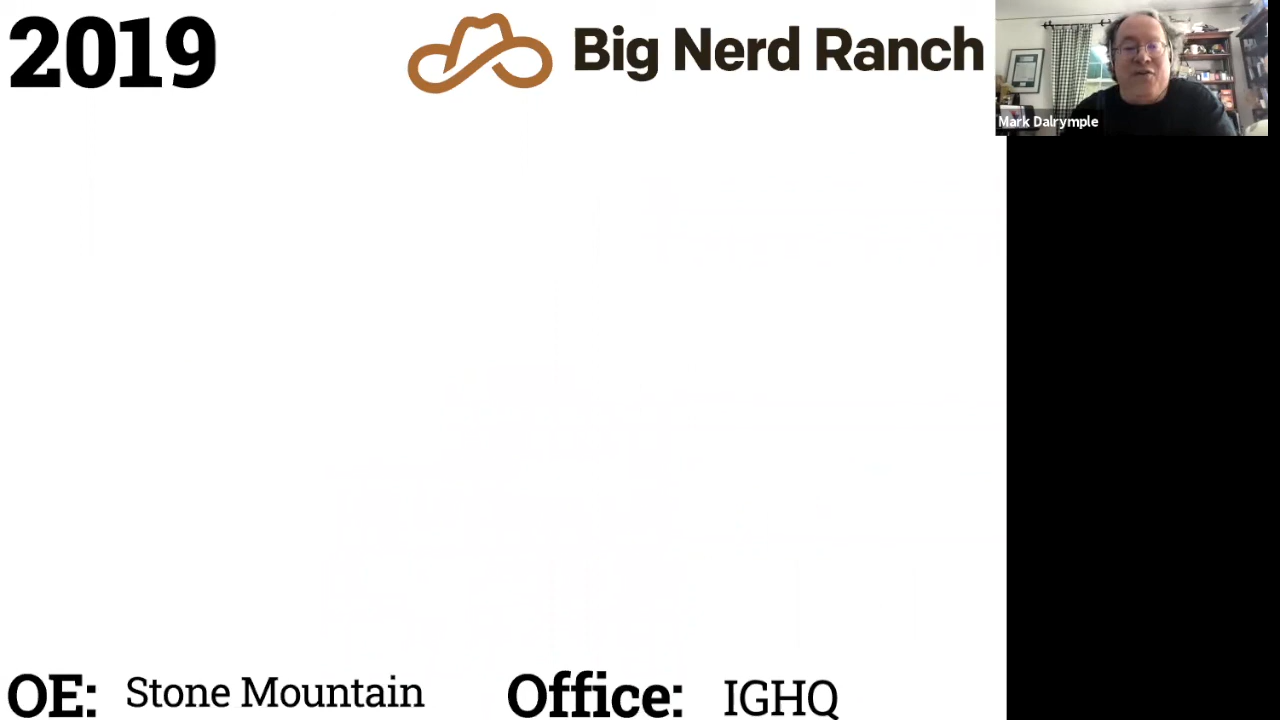 2019
Big Nerd Ranch
Mark Dalrymple
OE: Stone Mountain
Office: IGHQ